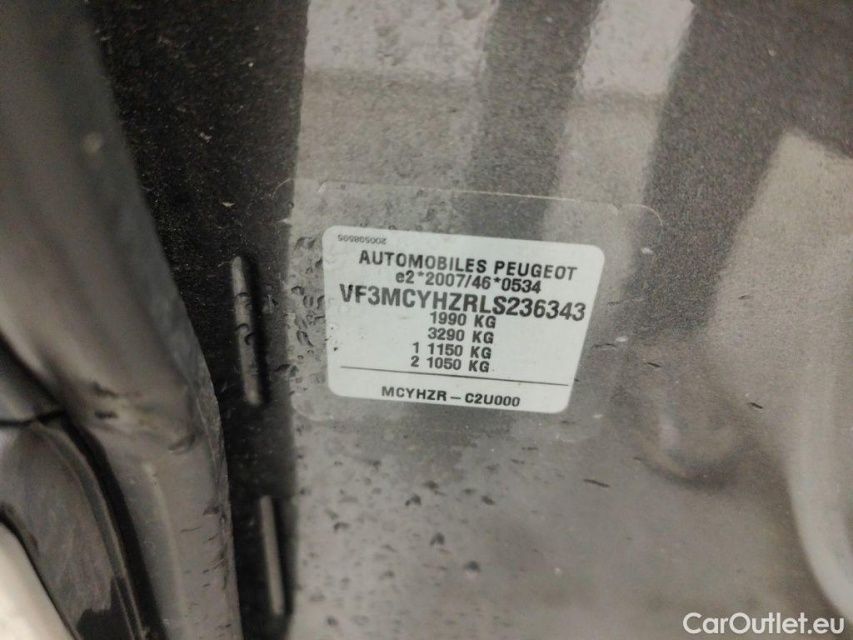 AUTOMOBILES PEUGEOT
e2*2007/46*0534
VF3MCYHZRLS236343
1990 KG
3290 KG
1 1150 KG
2 1050 KG
MCYHZR-C2U000
CarOutlet.eu